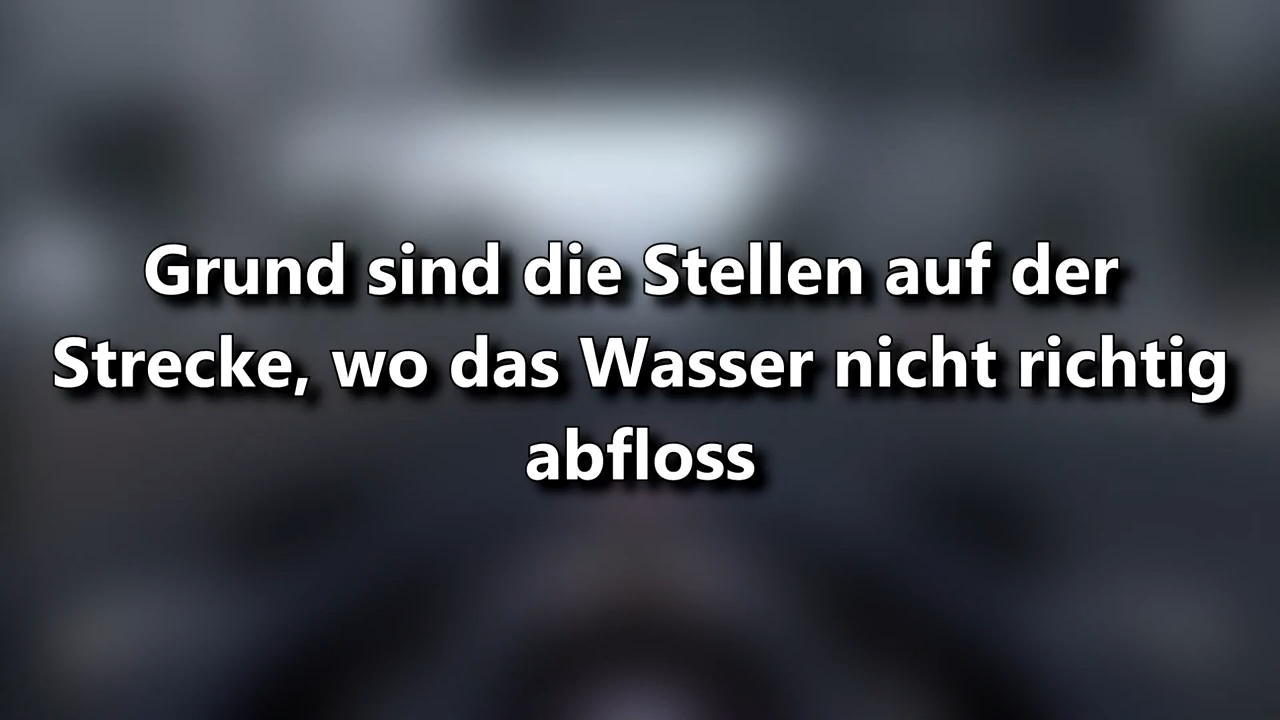 Grund sind die Stellen auf der
Strecke, wo das Wasser nicht richtig
abfloss